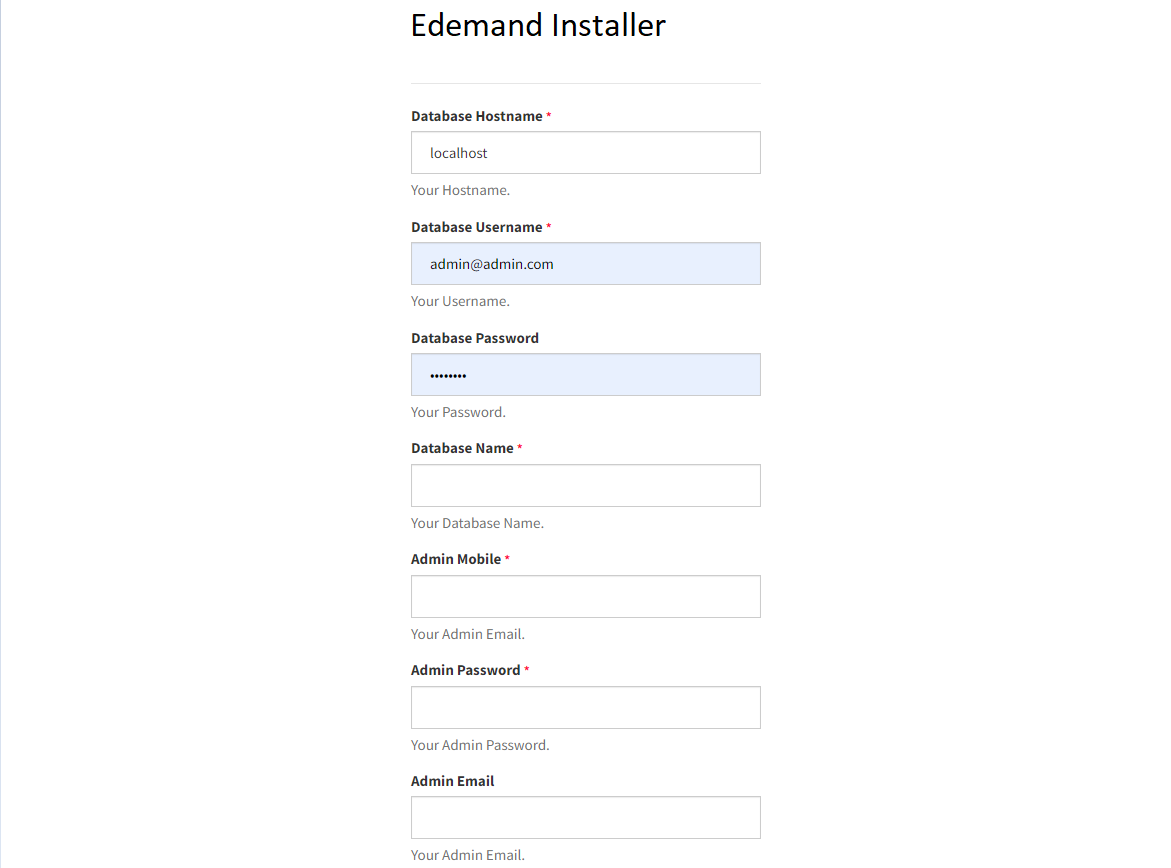 Edemand Installer
Database Hostname *
localhost
Your Hostname.
Database Username *
admin@admin.com
Your Username.
Database Password
••••••••
Your Password.
Database Name *
Your Database Name.
Admin Mobile *
Your Admin Email.
Admin Password *
Your Admin Password.
Admin Email
Your Admin Email.